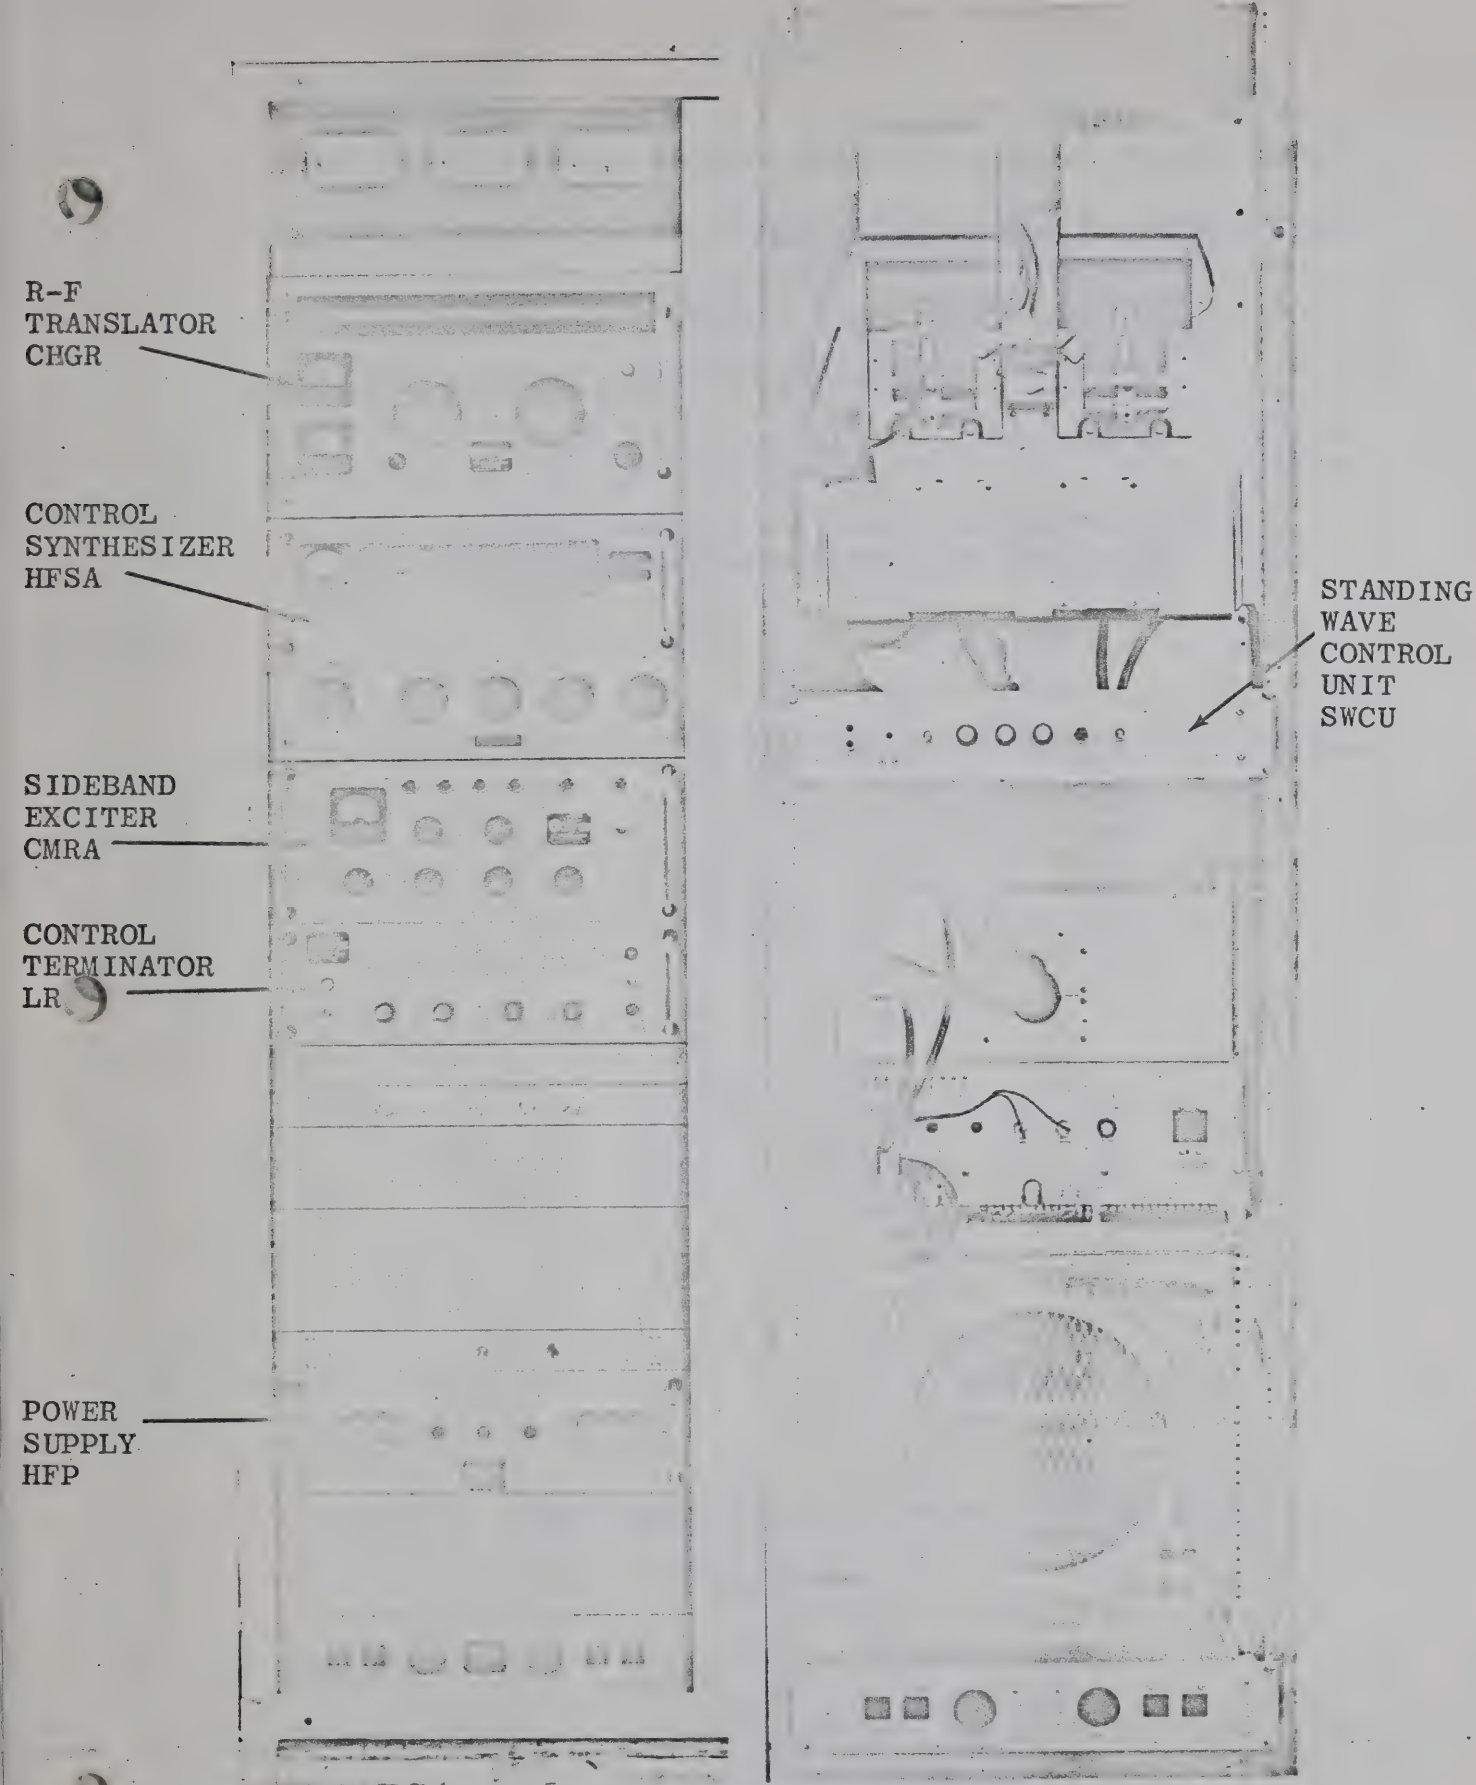 R-F
TRANSLATOR
CHGR
CONTROL
SYNTHESIZER
HFSA
SIDEBAND
EXCITER
CMRA
CONTROL
TERMINATOR
LR
POWER
SUPPLY
HFP
STANDING
WAVE
CONTROL
UNIT
SWCU